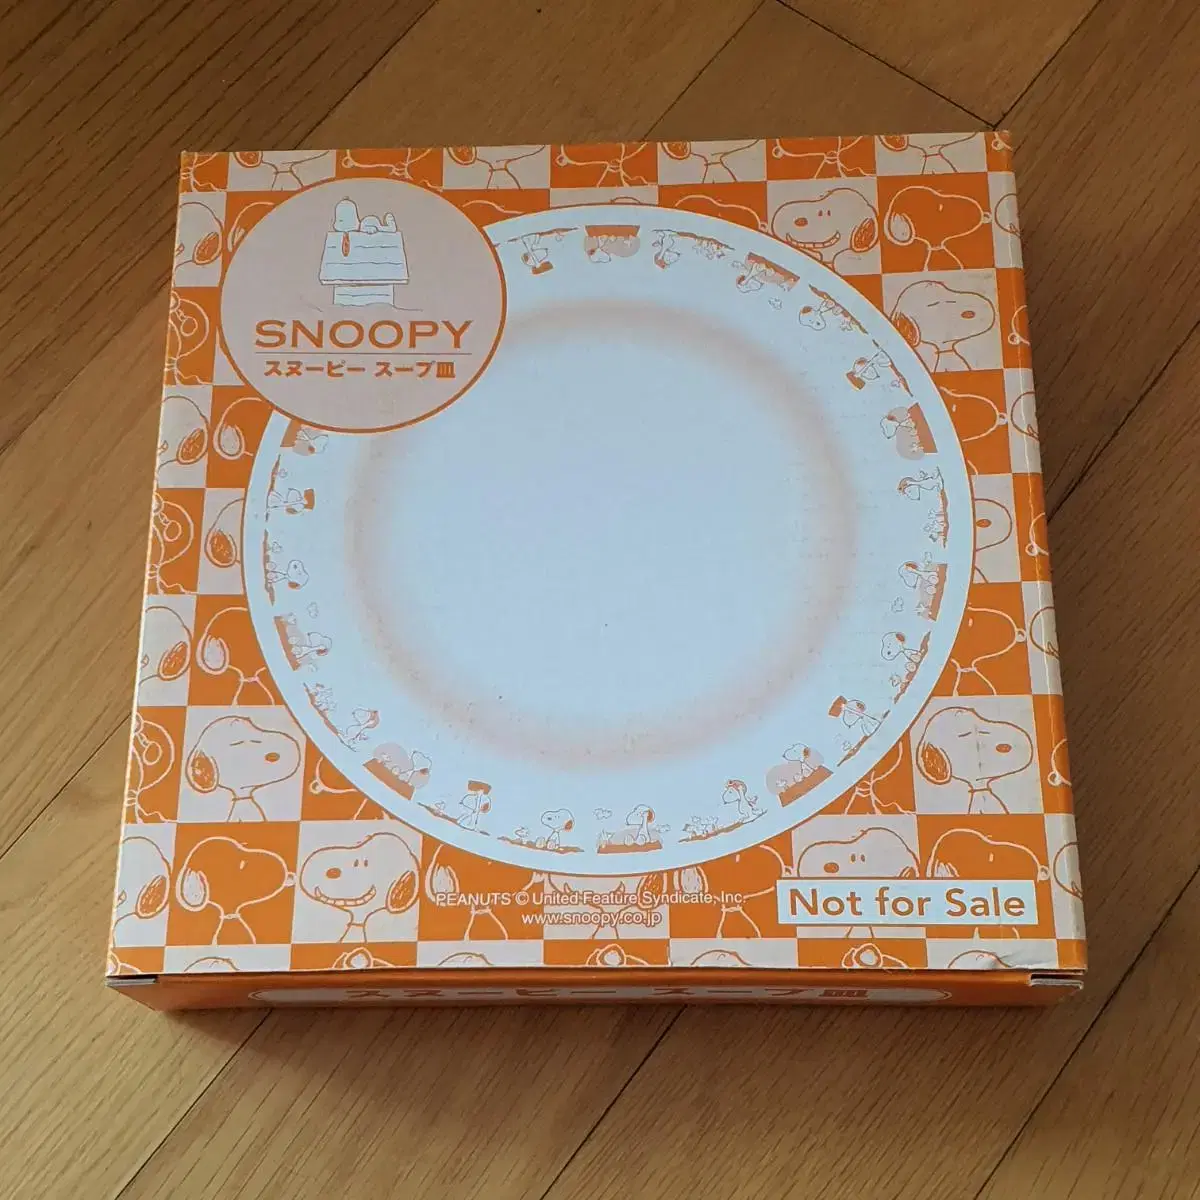 SNOOPY
スヌーピー スープ皿
PEANUTS © United Feature Syndicate, Inc.
www.snoopy.co.jp
Not for Sale
スヌーピー スープ皿